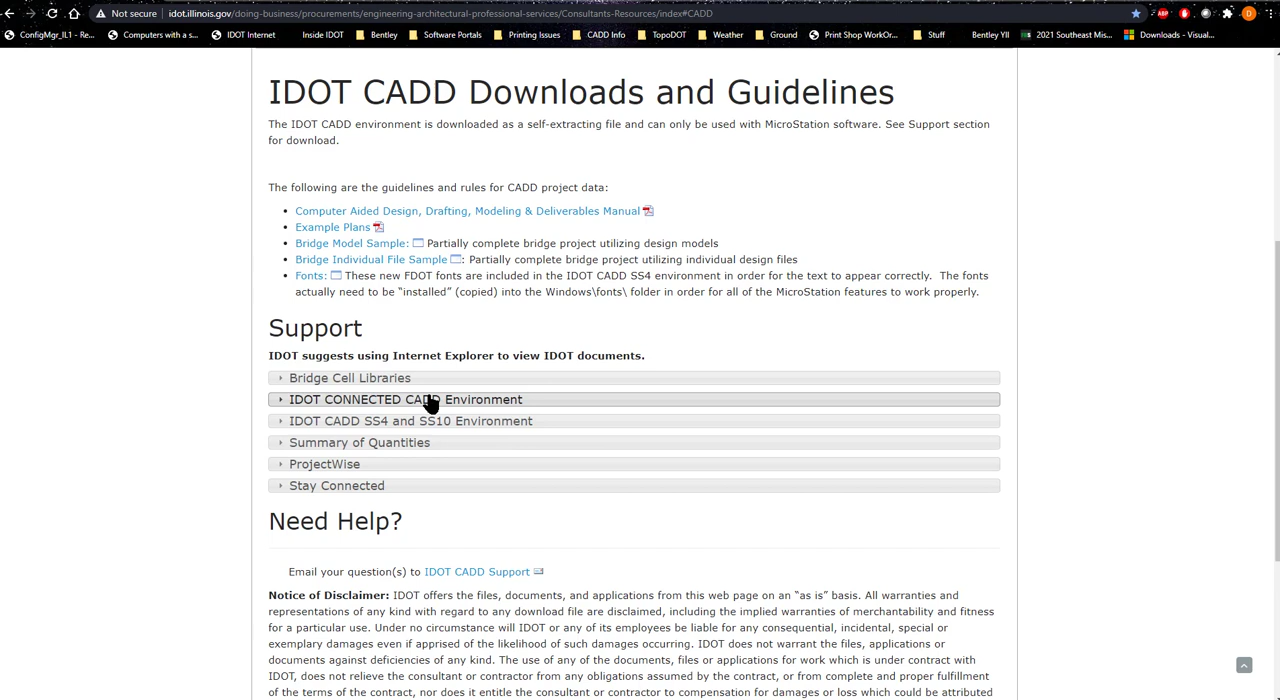 Not secure | idot.illinois.gov/doing-business/procurements/engineering-architectural-professional-services/Consultants-Resources/index#CADD
ConfigMgr_IL1 - Re... Computers with a s... IDOT Internet Inside IDOT Bentley Software Portals Printing Issues CADD Info TopoDOT Weather Ground Print Shop WorkOr... Stuff Bentley YII 2021 Southeast Mis... Downloads - Visual...
IDOT CADD Downloads and Guidelines
The IDOT CADD environment is downloaded as a self-extracting file and can only be used with MicroStation software. See Support section
for download.
The following are the guidelines and rules for CADD project data:
• Computer Aided Design, Drafting, Modeling & Deliverables Manual
• Example Plans
• Bridge Model Sample: Partially complete bridge project utilizing design models
• Bridge Individual File Sample : Partially complete bridge project utilizing individual design files
• Fonts: These new FDOT fonts are included in the IDOT CADD SS4 environment in order for the text to appear correctly. The fonts
actually need to be “installed” (copied) into the Windows\fonts\ folder in order for all of the MicroStation features to work properly.
Support
IDOT suggests using Internet Explorer to view IDOT documents.
Bridge Cell Libraries
IDOT CONNECTED CADD Environment
IDOT CADD SS4 and SS10 Environment
Summary of Quantities
ProjectWise
Stay Connected
Need Help?
Email your question(s) to IDOT CADD Support
Notice of Disclaimer: IDOT offers the files, documents, and applications from this web page on an “as is” basis. All warranties and
representations of any kind with regard to any download file are disclaimed, including the implied warranties of merchantability and fitness
for a particular use. Under no circumstance will IDOT or any of its employees be liable for any consequential, incidental, special or
exemplary damages even if apprised of the likelihood of such damages occurring. IDOT does not warrant the files, applications or
documents against deficiencies of any kind. The use of any of the documents, files or applications for work which is under contract with
IDOT, does not relieve the consultant or contractor from any obligations assumed by the contract, or from complete and proper fulfillment
of the terms of the contract, nor does it entitle the consultant or contractor to compensation for damages or loss which could be attributed